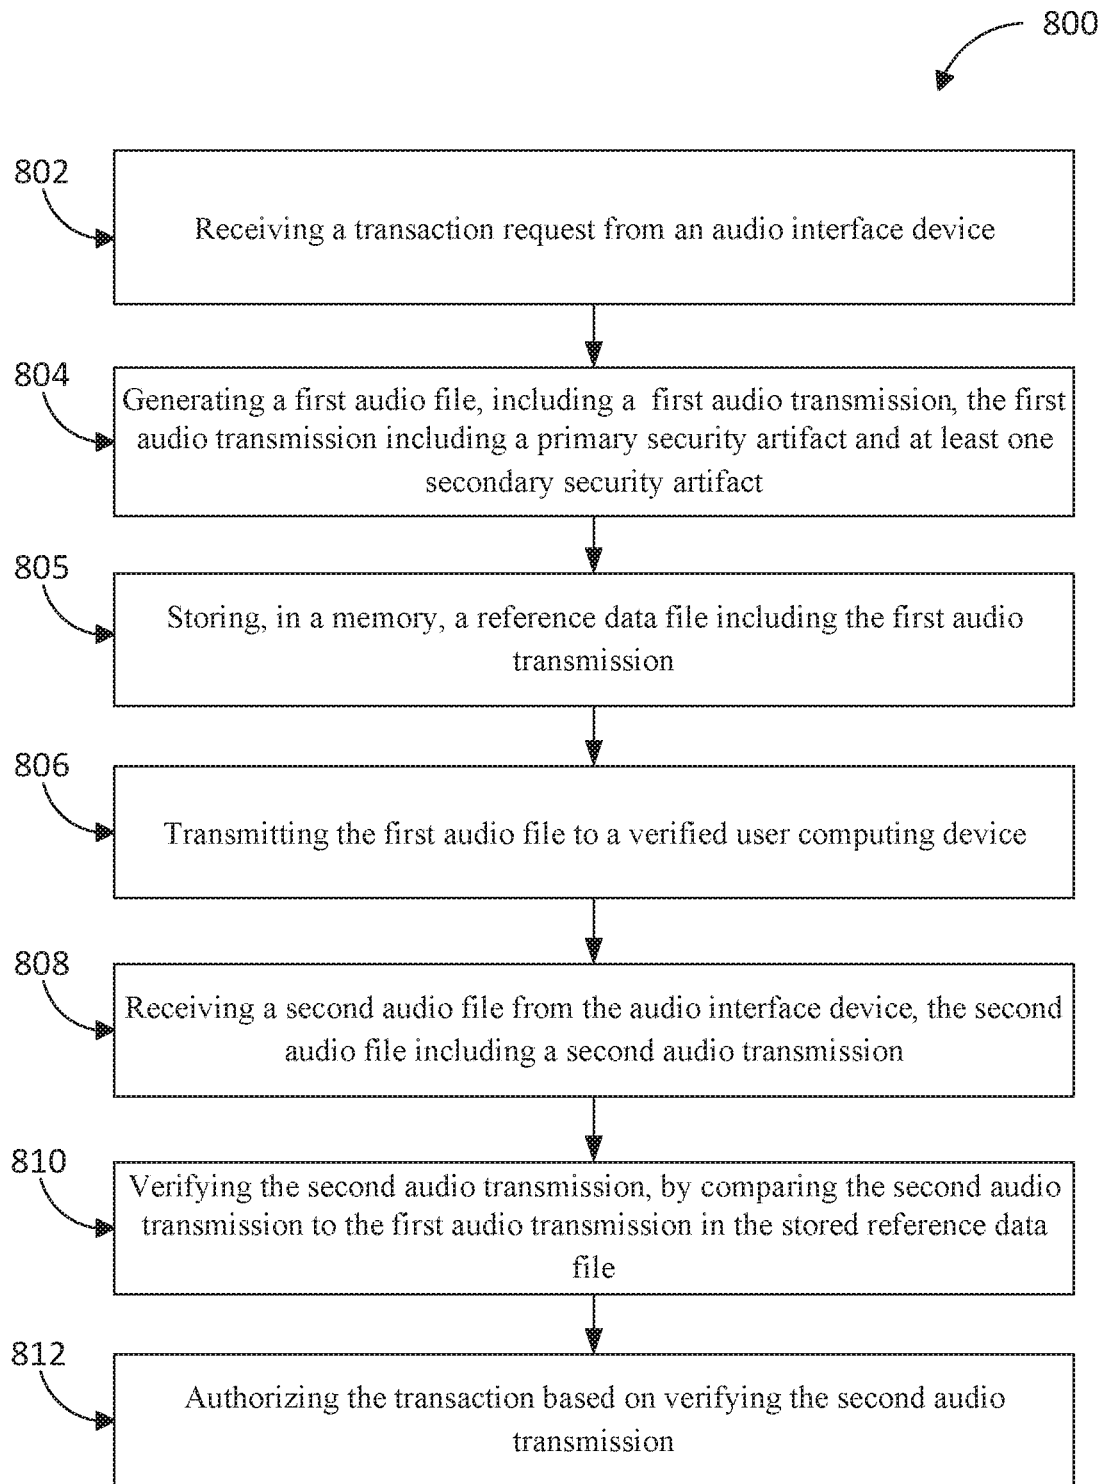 800
802
Receiving a transaction request from an audio interface device
804
Generating a first audio file, including a first audio transmission, the first
audio transmission including a primary security artifact and at least one
secondary security artifact
805
Storing, in a memory, a reference data file including the first audio
transmission
806
Transmitting the first audio file to a verified user computing device
808
Receiving a second audio file from the audio interface device, the second
audio file including a second audio transmission
810
Verifying the second audio transmission, by comparing the second audio
transmission to the first audio transmission in the stored reference data
file
812
Authorizing the transaction based on verifying the second audio
transmission